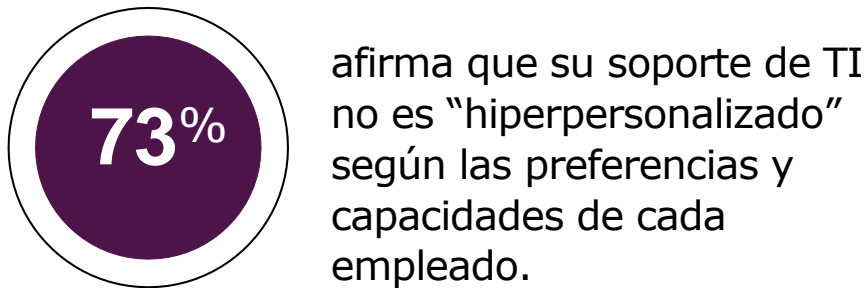 73%
afirma que su soporte de TI
no es “hiperpersonalizado”
según las preferencias y
capacidades de cada
empleado.